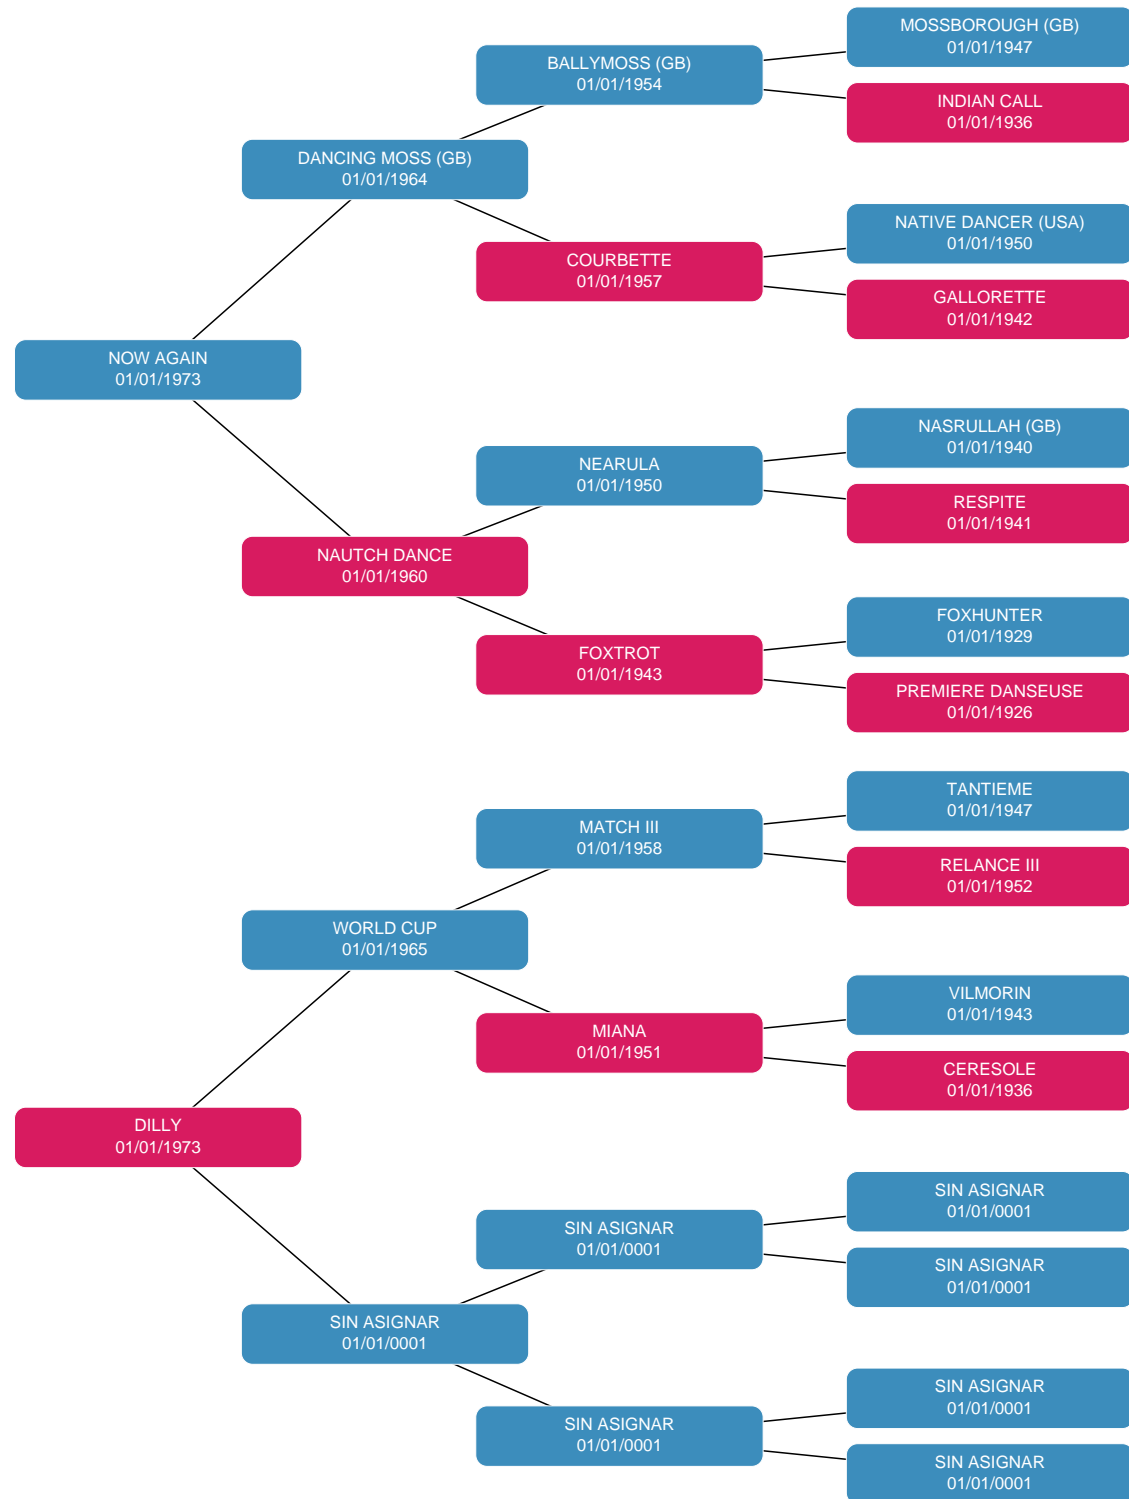 MOSSBOROUGH (GB)
01/01/1947
BALLYMOSS (GB)
01/01/1954
INDIAN CALL
01/01/1936
DANCING MOSS (GB)
01/01/1964
NATIVE DANCER (USA)
01/01/1950
COURBETTE
01/01/1957
GALLORETTE
01/01/1942
NOW AGAIN
01/01/1973
NASRULLAH (GB)
01/01/1940
NEARULA
01/01/1950
RESPITE
01/01/1941
NAUTCH DANCE
01/01/1960
FOXHUNTER
01/01/1929
FOXTROT
01/01/1943
PREMIERE DANSEUSE
01/01/1926
TANTIEME
01/01/1947
MATCH III
01/01/1958
RELANCE III
01/01/1952
WORLD CUP
01/01/1965
VILMORIN
01/01/1943
MIANA
01/01/1951
CERESOLE
01/01/1936
DILLY
01/01/1973
SIN ASIGNAR
01/01/0001
SIN ASIGNAR
01/01/0001
SIN ASIGNAR
01/01/0001
SIN ASIGNAR
01/01/0001
SIN ASIGNAR
01/01/0001
SIN ASIGNAR
01/01/0001
SIN ASIGNAR
01/01/0001